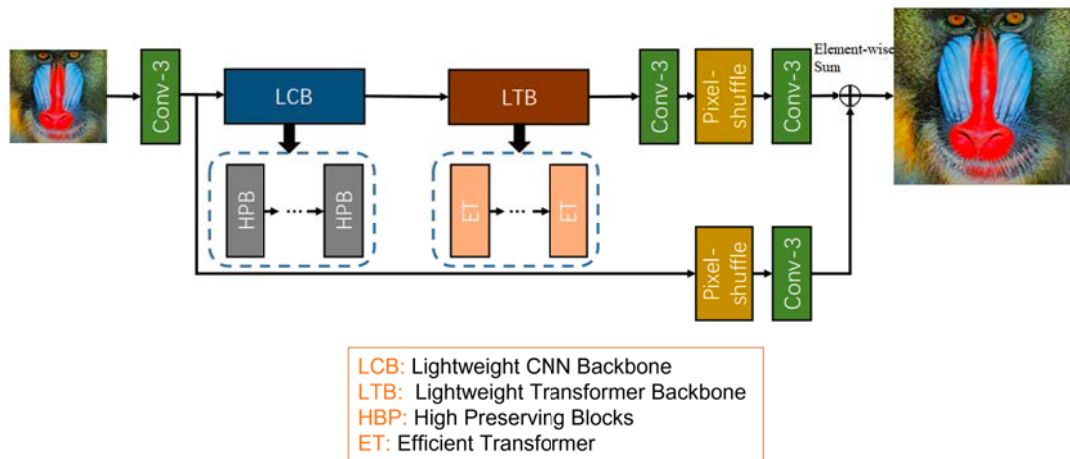 Conv-3
LCB
LTB
Conv-3
Pixel-
shuffle
Conv-3
Element-wise
Sum
HPB
...
HPB
ET
...
ET
Pixel-
shuffle
Conv-3
LCB: Lightweight CNN Backbone
LTB: Lightweight Transformer Backbone
HBP: High Preserving Blocks
ET: Efficient Transformer